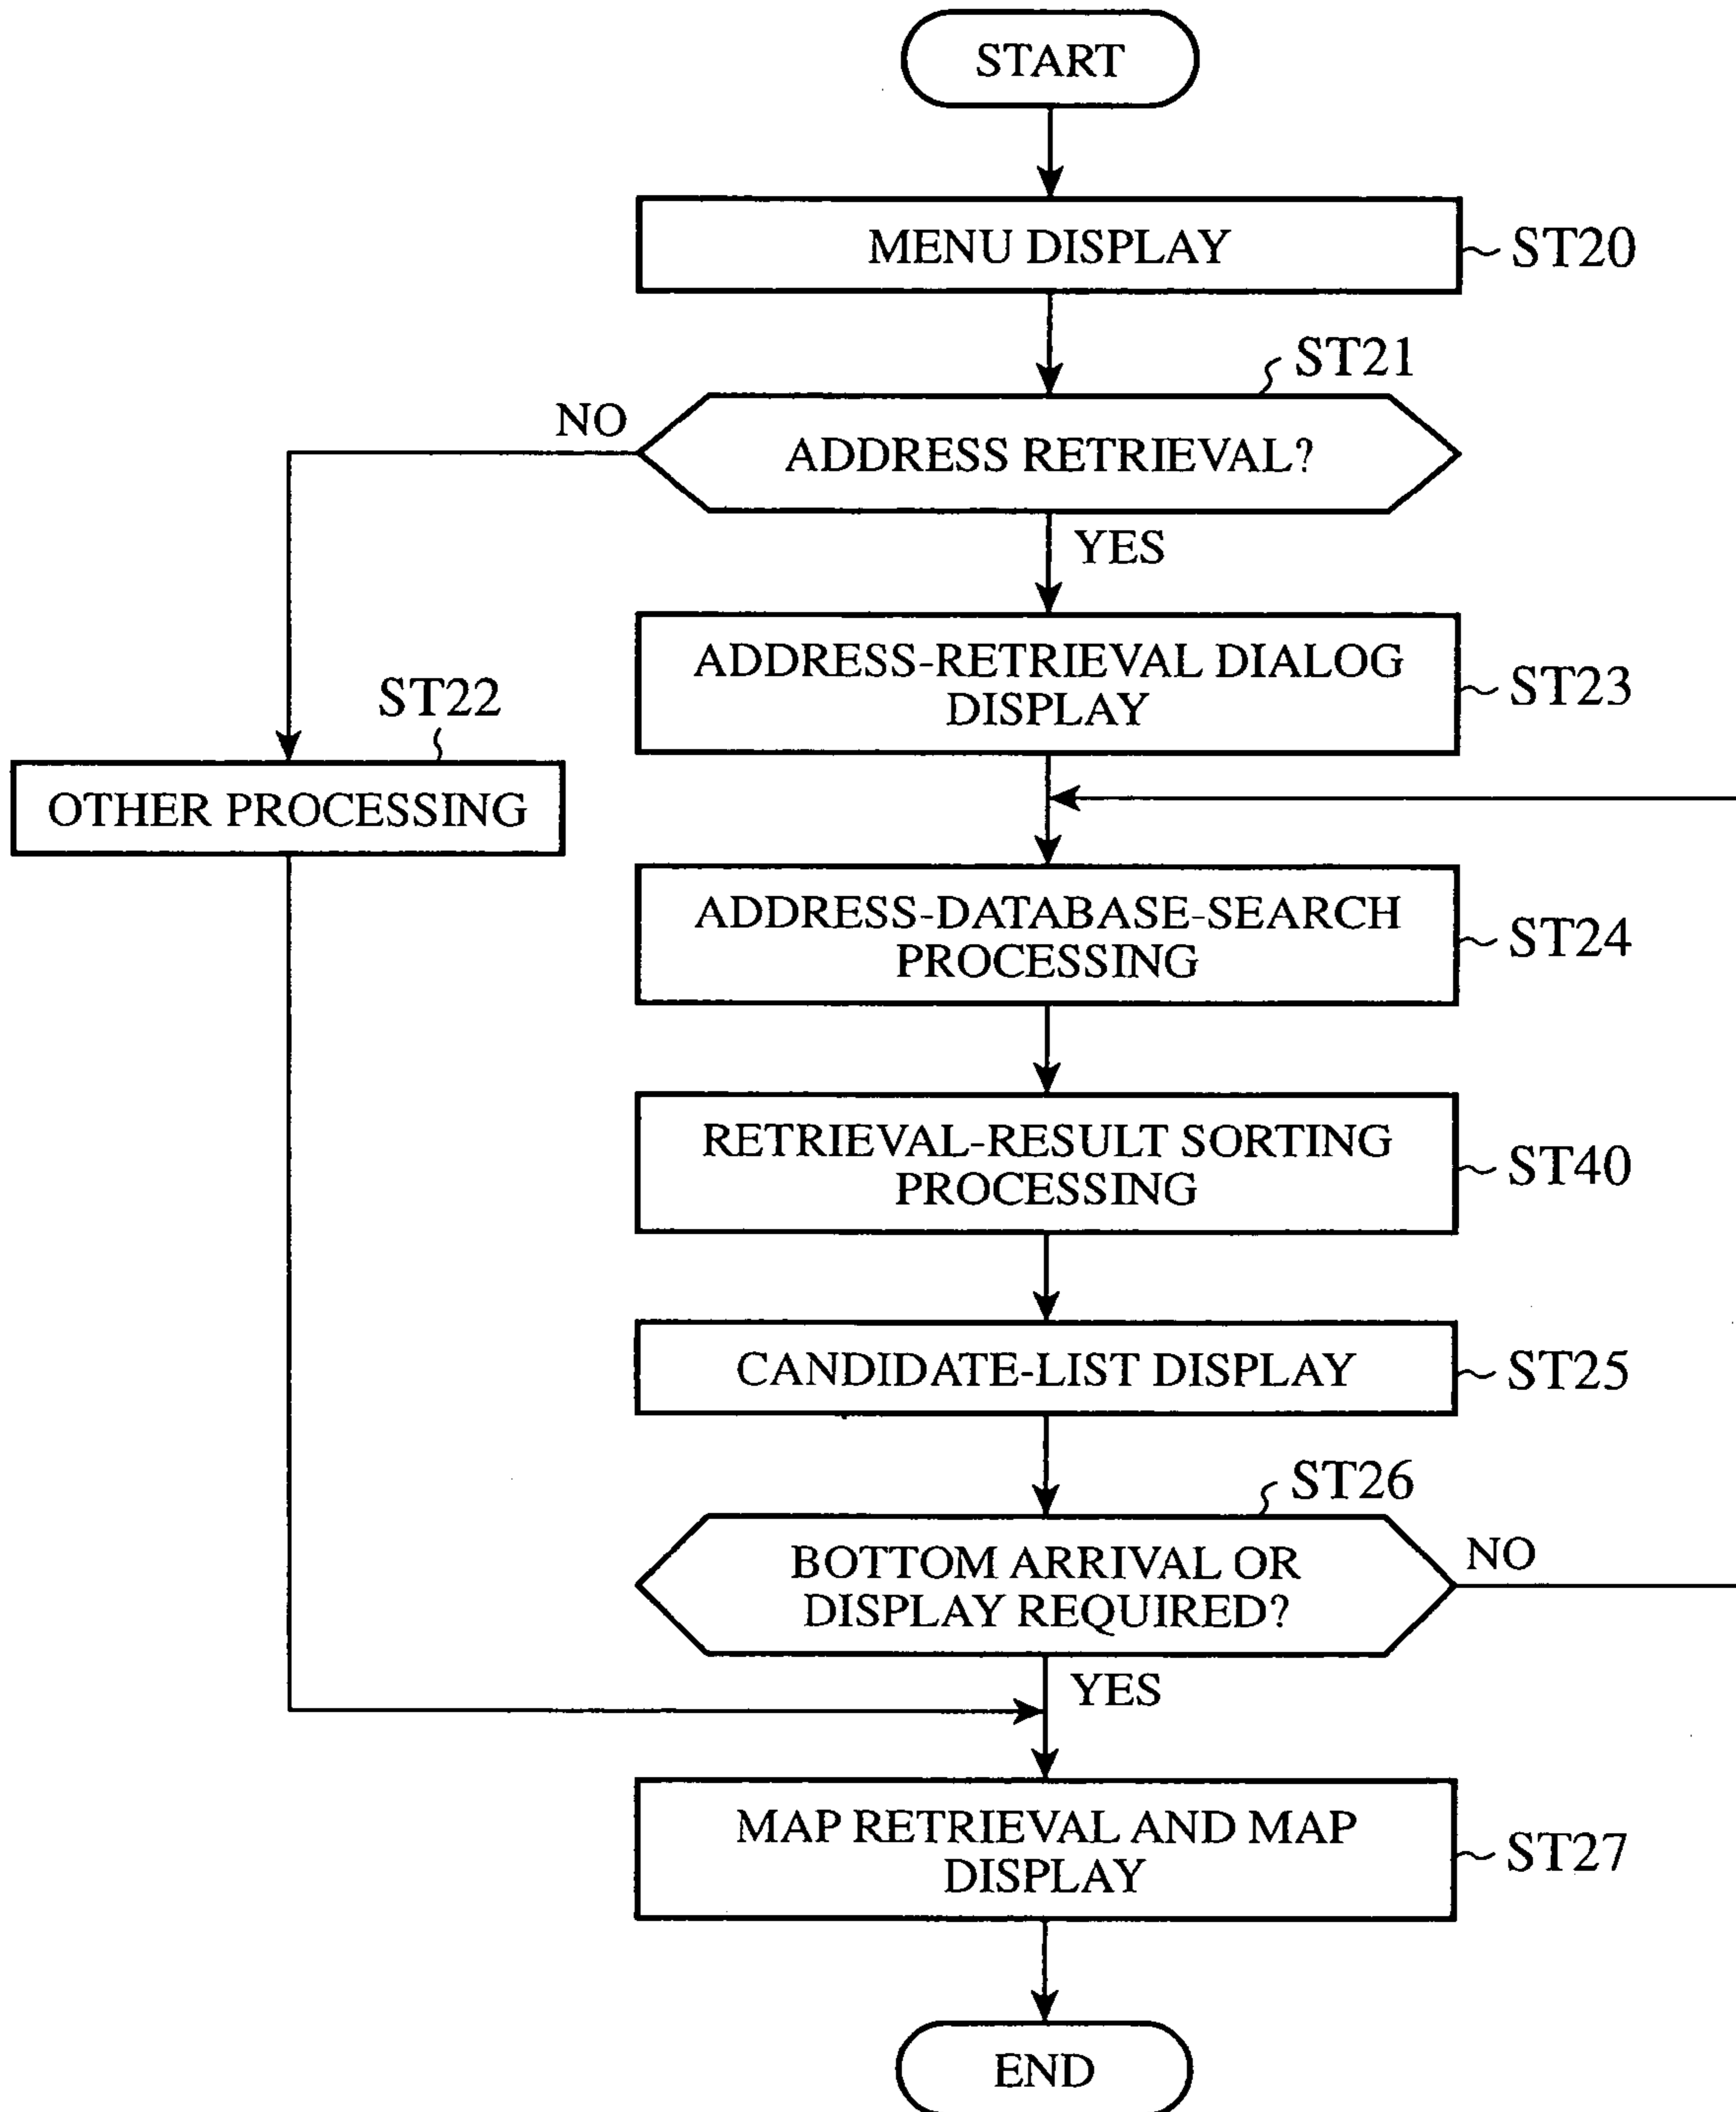 START
MENU DISPLAY
ST20
ST21
NO
ADDRESS RETRIEVAL?
YES
ADDRESS-RETRIEVAL DIALOG
DISPLAY
ST23
ST22
OTHER PROCESSING
ADDRESS-DATABASE-SEARCH
PROCESSING
ST24
RETRIEVAL-RESULT SORTING
PROCESSING
ST40
CANDIDATE-LIST DISPLAY
ST25
ST26
BOTTOM ARRIVAL OR
DISPLAY REQUIRED?
NO
YES
MAP RETRIEVAL AND MAP
DISPLAY
ST27
END